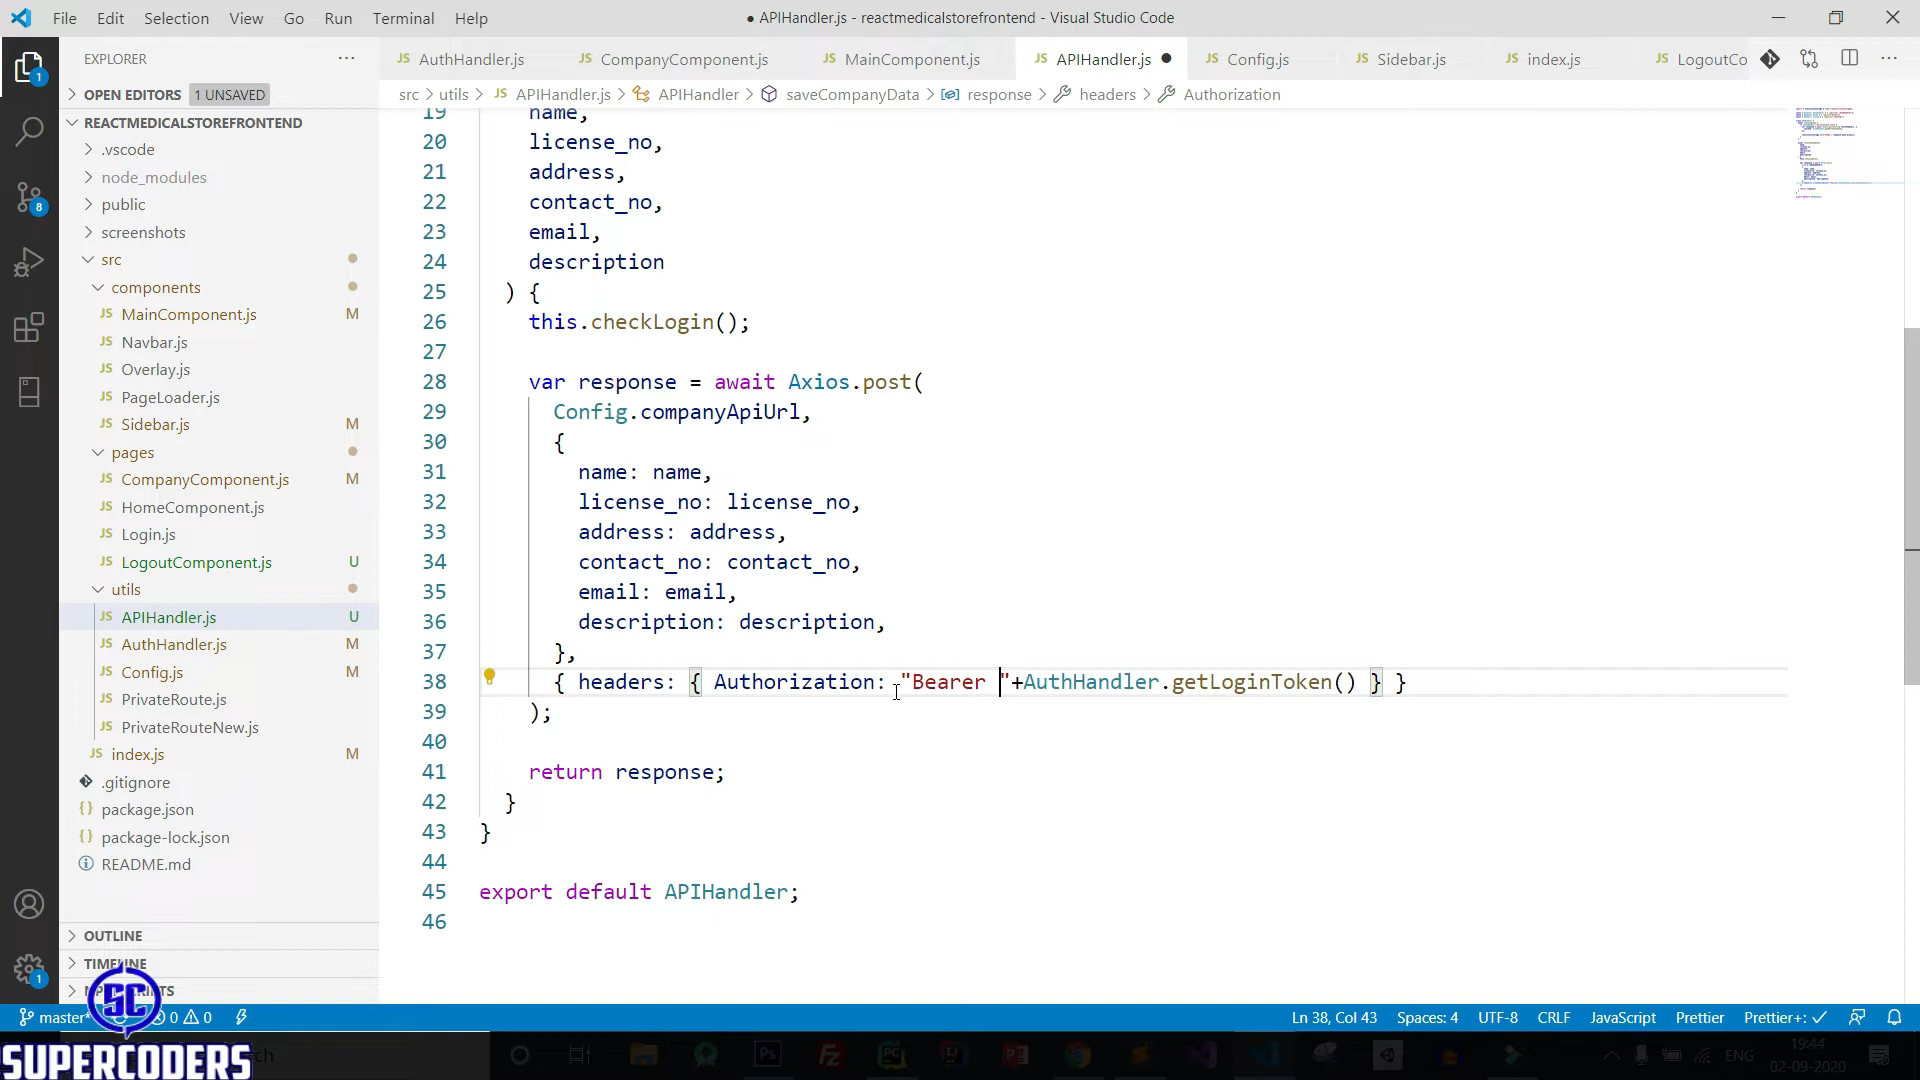 File Edit Selection View Go Run Terminal Help
● APIHandler.js - reactmedicalstorefrontend - Visual Studio Code
EXPLORER
OPEN EDITORS 1 UNSAVED
REACTMEDICALSTOREFRONTEND
.vscode
node_modules
public
screenshots
src
components
MainComponent.js M
Navbar.js
Overlay.js
PageLoader.js
Sidebar.js M
pages
CompanyComponent.js M
HomeComponent.js
Login.js
LogoutComponent.js U
utils
APIHandler.js U
AuthHandler.js M
Config.js M
PrivateRoute.js
PrivateRouteNew.js
index.js M
.gitignore
package.json
package-lock.json
README.md
OUTLINE
TIMELINE
AuthHandler.js CompanyComponent.js MainComponent.js APIHandler.js ● Config.js Sidebar.js index.js LogoutCo
src > utils > APIHandler.js > APIHandler > saveCompanyData > response > headers > Authorization
19 name,
20 license_no,
21 address,
22 contact_no,
23 email,
24 description
25 ) {
26 this.checkLogin();
27
28 var response = await Axios.post(
29 Config.companyApiUrl,
30 {
31 name: name,
32 license_no: license_no,
33 address: address,
34 contact_no: contact_no,
35 email: email,
36 description: description,
37 },
38 { headers: { Authorization: "Bearer "+AuthHandler.getLoginToken() } }
39 );
40
41 return response;
42 }
43 }
44
45 export default APIHandler;
46
master* 0 0
Ln 38, Col 43 Spaces: 4 UTF-8 CRLF JavaScript Prettier Prettier+: ✓
SC
SUPERCODERS
ENG
19:44
02-09-2020